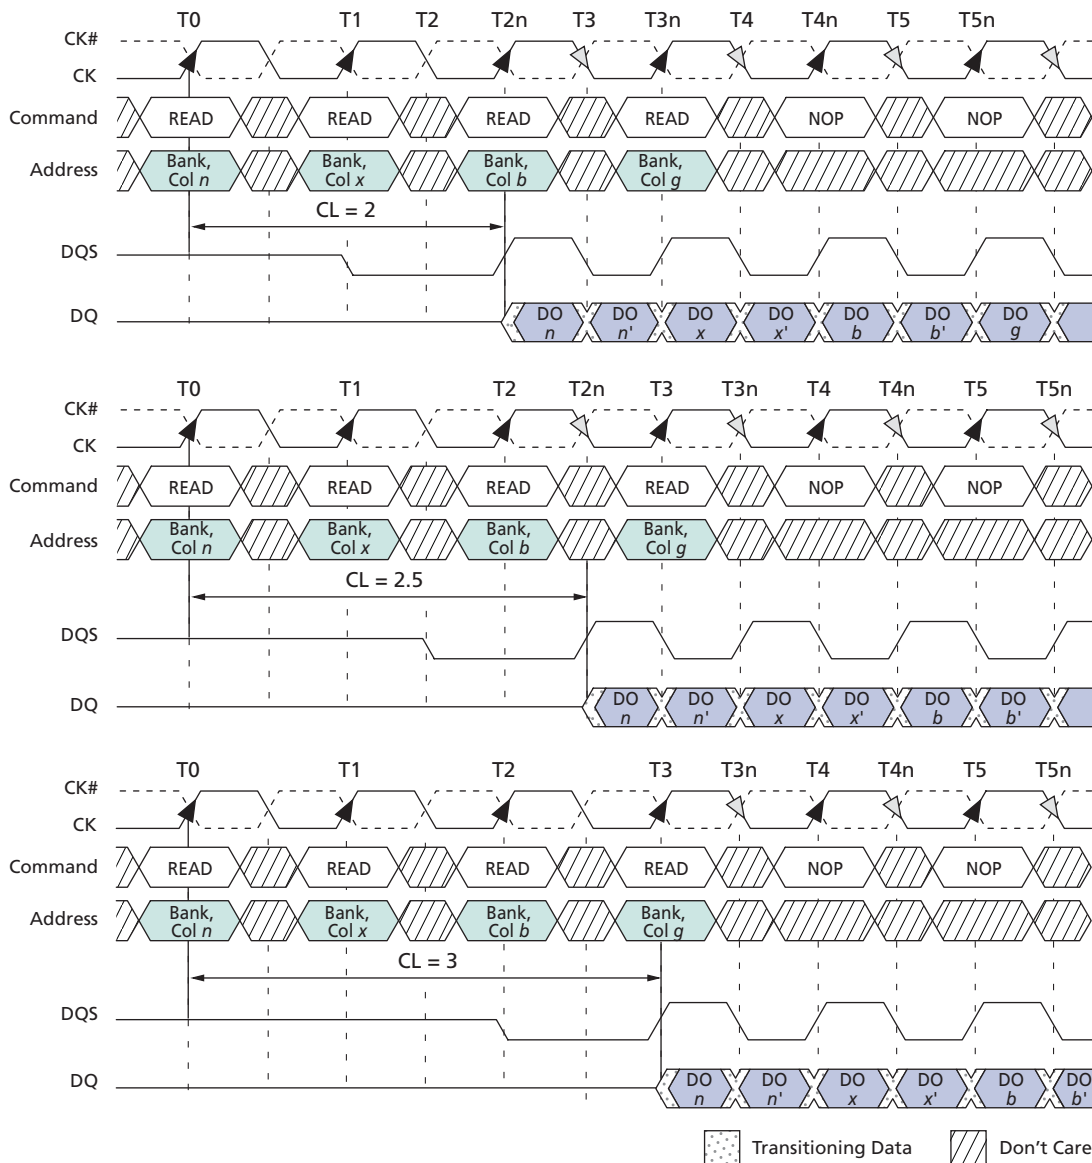 T0 T1 T2 T2n T3 T3n T4 T4n T5 T5n
CK#
CK
Command READ READ READ READ NOP NOP
Address Bank, Col n Bank, Col x Bank, Col b Bank, Col g
CL = 2
DQS
DQ DO n DO n' DO x DO x' DO b DO b' DO g
T0 T1 T2 T2n T3 T3n T4 T4n T5 T5n
CK#
CK
Command READ READ READ READ NOP NOP
Address Bank, Col n Bank, Col x Bank, Col b Bank, Col g
CL = 2.5
DQS
DQ DO n DO n' DO x DO x' DO b DO b'
T0 T1 T2 T3 T3n T4 T4n T5 T5n
CK#
CK
Command READ READ READ READ NOP NOP
Address Bank, Col n Bank, Col x Bank, Col b Bank, Col g
CL = 3
DQS
DQ DO n DO n' DO x DO x' DO b DO b'
Transitioning Data Don't Care